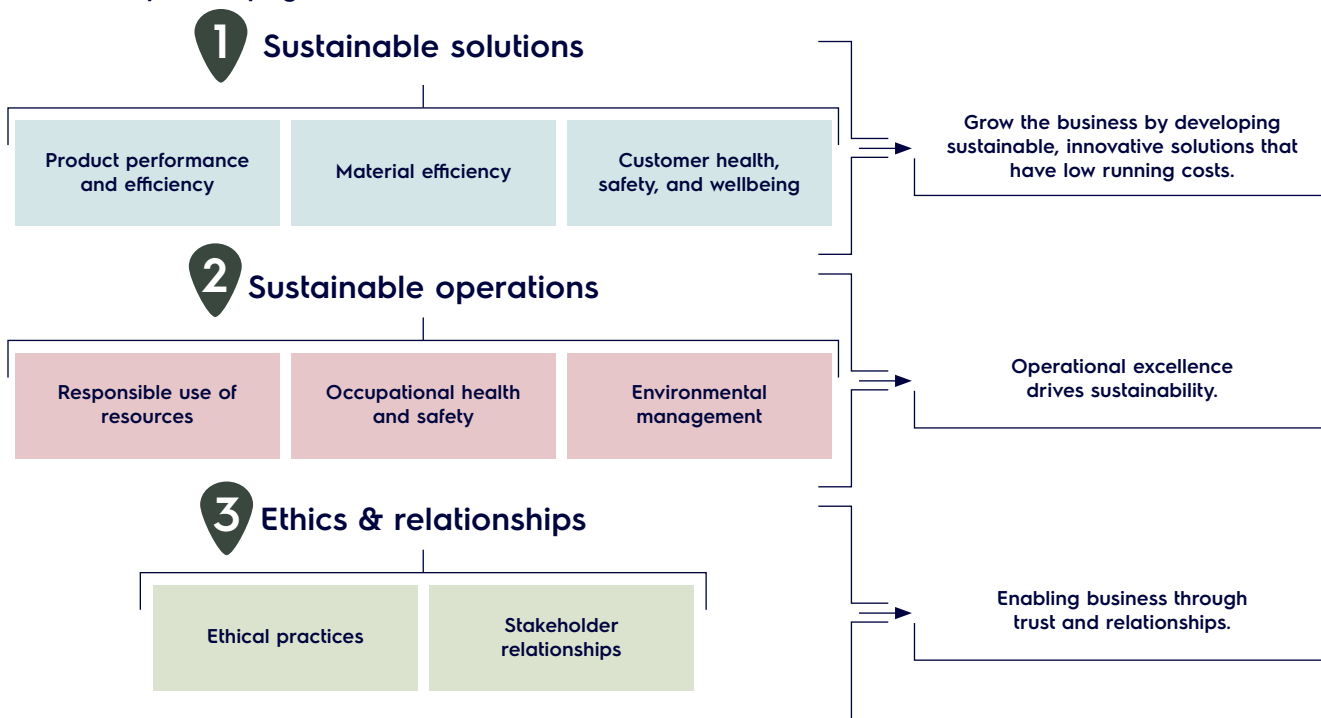 1
Sustainable solutions
Product performance
and efficiency
Material efficiency
Customer health,
safety, and wellbeing
Grow the business by developing
sustainable, innovative solutions that
have low running costs.
2
Sustainable operations
Responsible use of
resources
Occupational health
and safety
Environmental
management
Operational excellence
drives sustainability.
3
Ethics & relationships
Ethical practices
Stakeholder
relationships
Enabling business through
trust and relationships.